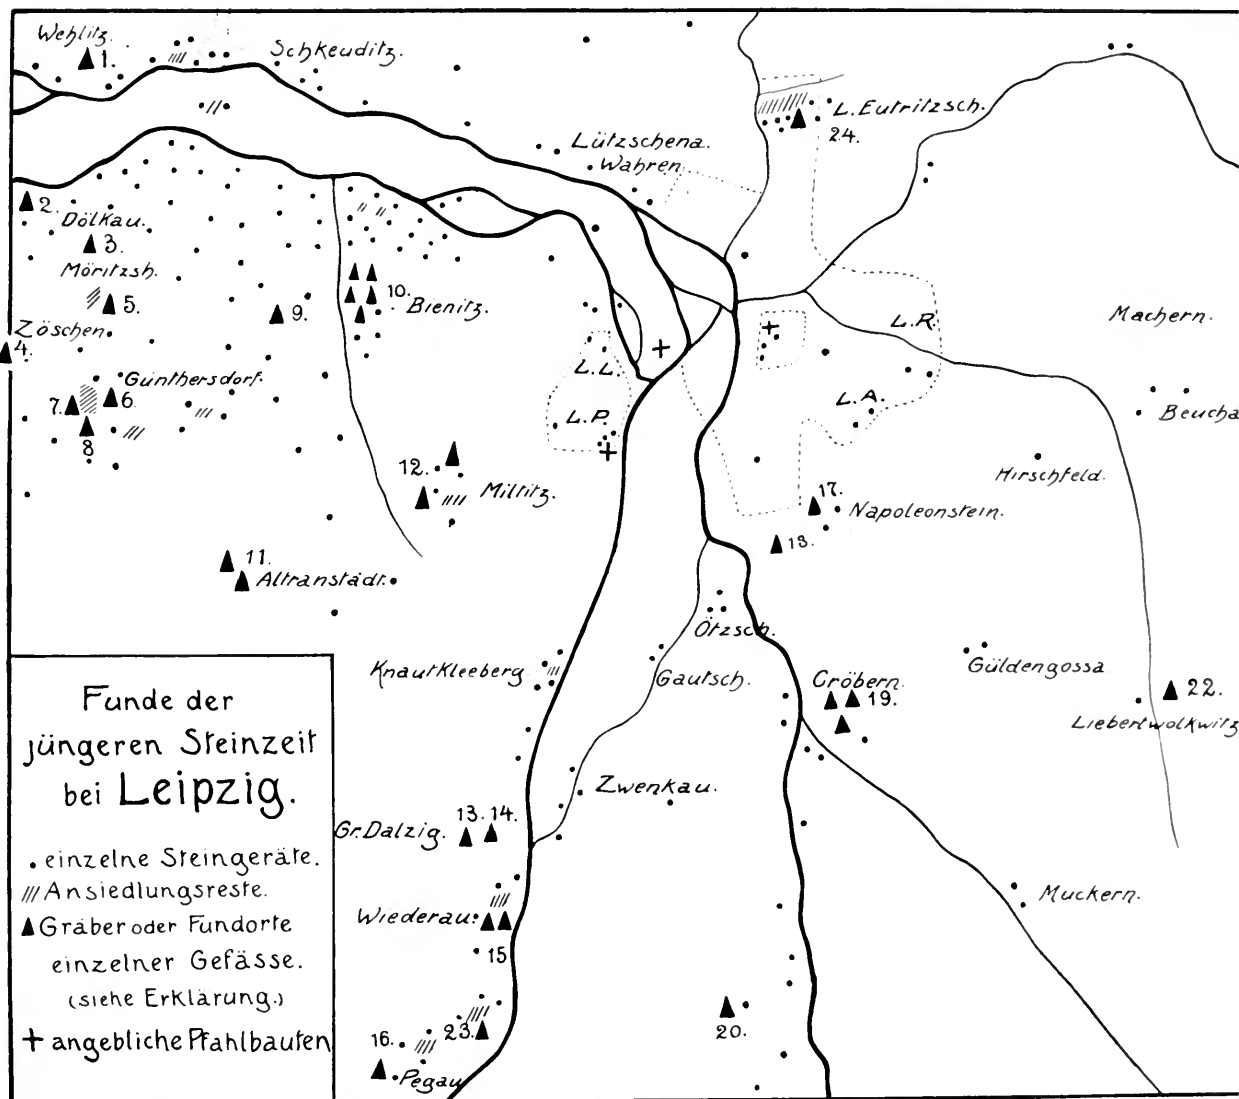 Wehlitz.
1.
Schkeuditz.
L. Eutritzsch.
24.
Lützschena.
Wahren.
2.
Dölkau.
3.
Möritzsh.
5.
9.
10.
Bienitz.
Zöschen.
4.
L.R.
Machern.
L.L.
Günthersdorf.
7.
6.
8
L.A.
L.P.
Beucha
12.
Miltitz.
Hirschfeld.
17.
Napoleonstein.
18.
11.
Altranstädt.
Ötzsch.
Knautkleeberg
Gautsch.
Cröbern.
19.
Güldengossa
22.
Liebertwolkwitz
Zwenkau.
13. 14.
Gr. Dalzig.
Muckern.
Wiederau.
15
20.
16.
23.
Pegau
Funde der
jüngeren Steinzeit
bei Leipzig.
einzelne Steingeräte.
Ansiedlungsreste.
Gräber oder Fundorte
einzelner Gefässe.
(siehe Erklärung.)
angebliche Pfahlbauten